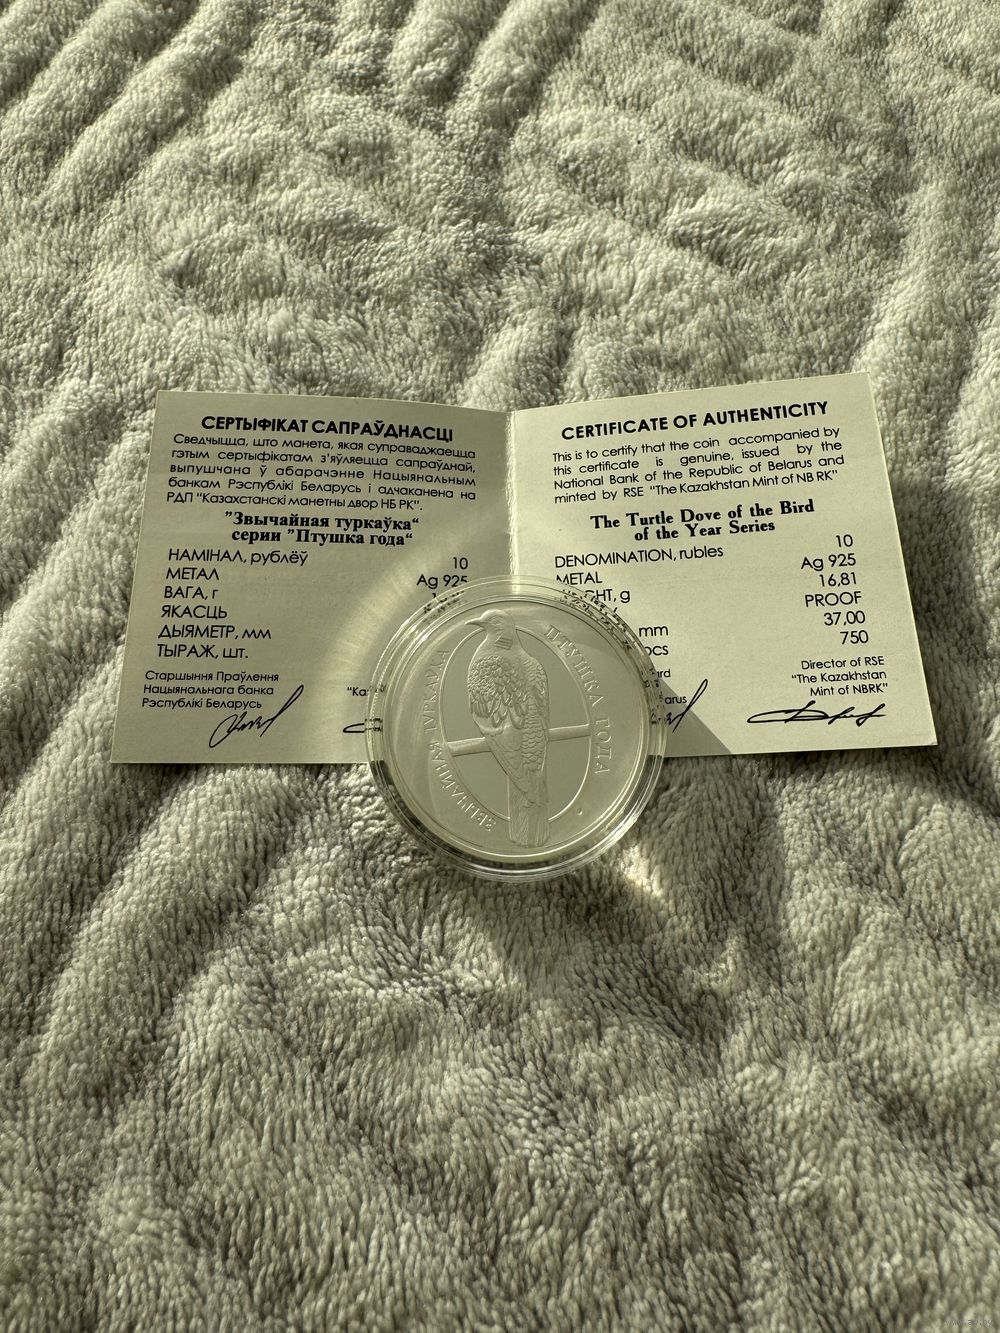 СЕРТЫФІКАТ САПРАЎДНАСЦІ
Сведчыцца, што манета, якая суправаджаецца
гэтым сертыфікатам з'яўляецца сапраўднай,
выпушчана ў абарачэнне Нацыянальным
банкам Рэспублікі Беларусь і адчаканена на
РДП "Казахстанскі манетны двор НБ РК".
"Звычайная туркаўка“
серии "Птушка года“
НАМІНАЛ, рублёў 10
МЕТАЛ Ag 925
ВАГА, г
ЯКАСЦЬ
ДЫЯМЕТР, мм
ТЫРАЖ, шт.
Старшыня Праўлення
Нацыянальнага банка
Рэспублікі Беларусь
CERTIFICATE OF AUTHENTICITY
This is to certify that the coin accompanied by
this certificate is genuine, issued by the
National Bank of the Republic of Belarus and
minted by RSE "The Kazakhstan Mint of NB RK"
The Turtle Dove of the Bird
of the Year Series
DENOMINATION, rubles 10
METAL Ag 925
g 16,81
PROOF
mm 37,00
750
Director of RSE
"The Kazakhstan
Mint of NBRK"
ЗВЫЧАЙНАЯ ТУРКАЎКА
ПТУШКА ГОДА